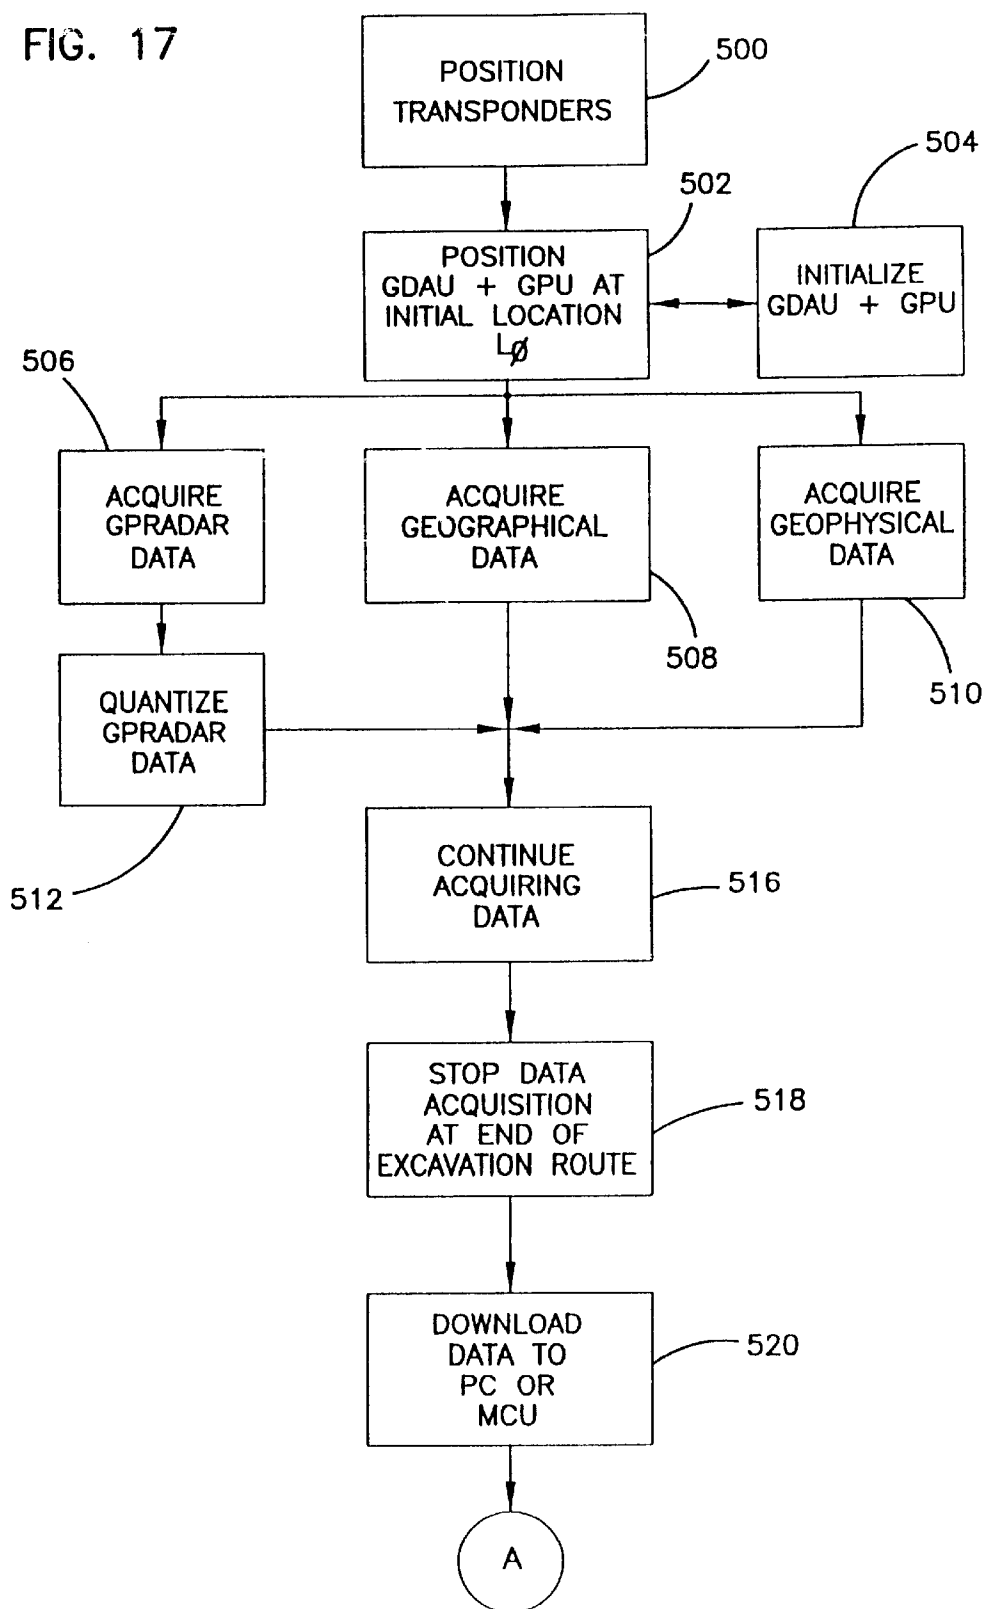 FIG. 17
POSITION
TRANSPONDERS
500
502
504
POSITION
GDAU + GPU AT
INITIAL LOCATION
LØ
INITIALIZE
GDAU + GPU
506
ACQUIRE
GPRADAR
DATA
ACQUIRE
GEOGRAPHICAL
DATA
ACQUIRE
GEOPHYSICAL
DATA
508
510
QUANTIZE
GPRADAR
DATA
512
CONTINUE
ACQUIRING
DATA
516
STOP DATA
ACQUISITION
AT END OF
EXCAVATION ROUTE
518
DOWNLOAD
DATA TO
PC OR
MCU
520
A